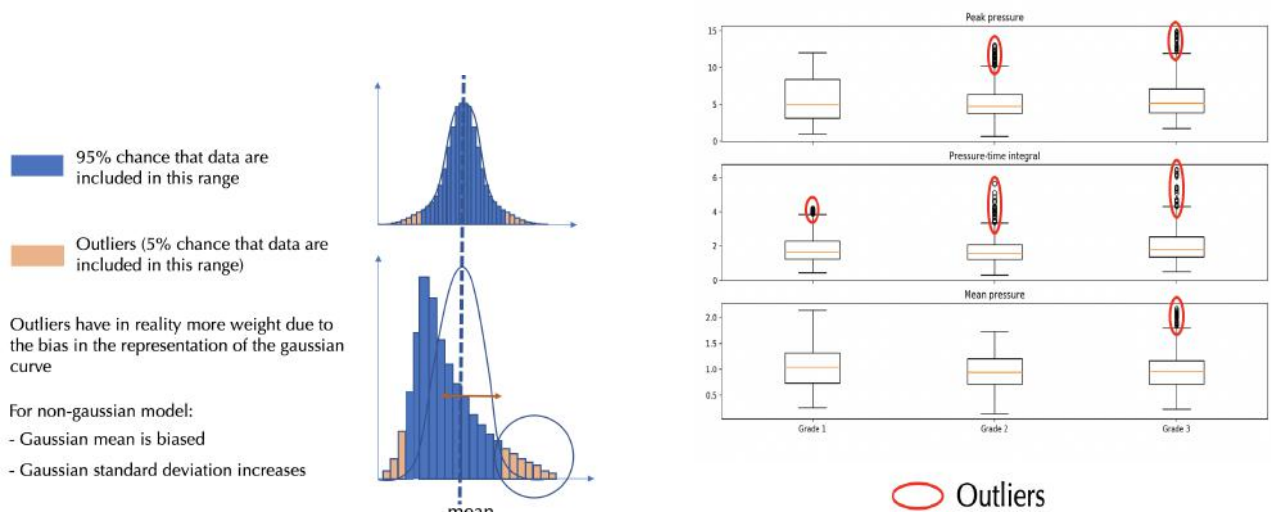 95% chance that data are
included in this range
Outliers (5% chance that data are
included in this range)
Outliers have in reality more weight due to
the bias in the representation of the gaussian
curve
For non-gaussian model:
- Gaussian mean is biased
- Gaussian standard deviation increases
mean
Peak pressure
15
10
5
0
Pressure-time integral
6
4
2
0
Mean pressure
2.0
1.5
1.0
0.5
Grade 1
Grade 2
Grade 3
Outliers